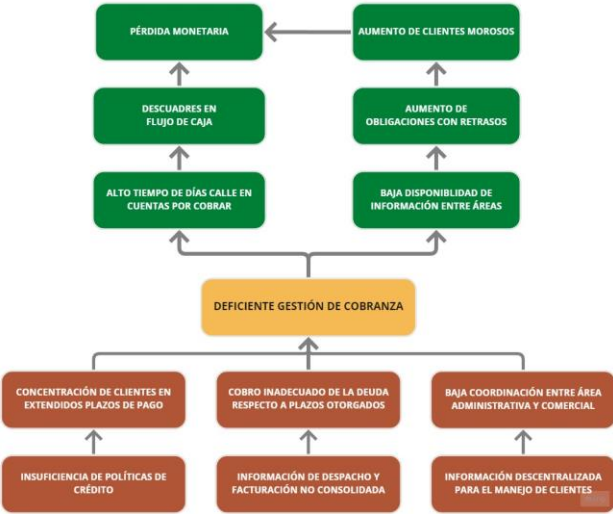 PÉRDIDA MONETARIA
AUMENTO DE CLIENTES MOROSOS
DESCUADRES EN
FLUJO DE CAJA
AUMENTO DE
OBLIGACIONES CON RETRASOS
ALTO TIEMPO DE DÍAS CALLE EN
CUENTAS POR COBRAR
BAJA DISPONIBLIDAD DE
INFORMACIÓN ENTRE ÁREAS
DEFICIENTE GESTIÓN DE COBRANZA
CONCENTRACIÓN DE CLIENTES EN
EXTENDIDOS PLAZOS DE PAGO
COBRO INADECUADO DE LA DEUDA
RESPECTO A PLAZOS OTORGADOS
BAJA COORDINACIÓN ENTRE ÁREA
ADMINISTRATIVA Y COMERCIAL
INSUFICIENCIA DE POLÍTICAS DE
CRÉDITO
INFORMACIÓN DE DESPACHO Y
FACTURACIÓN NO CONSOLIDADA
INFORMACIÓN DESCENTRALIZADA
PARA EL MANEJO DE CLIENTES